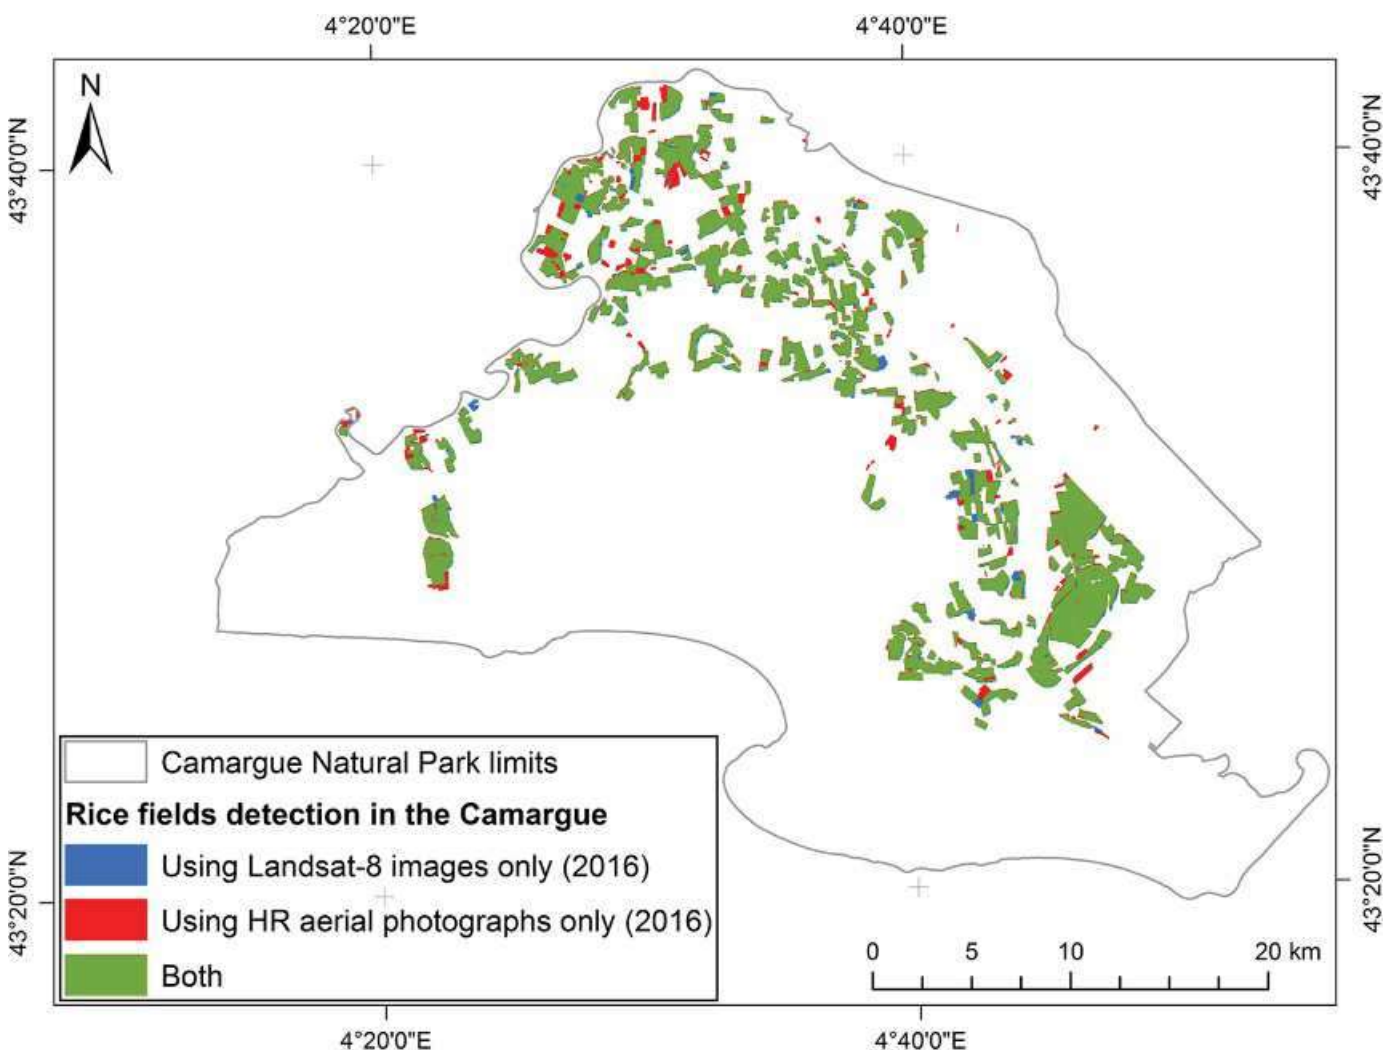 4°20'0"E
4°40'0"E
N
43°40'0"N
43°40'0"N
Camargue Natural Park limits
Rice fields detection in the Camargue
Using Landsat-8 images only (2016)
Using HR aerial photographs only (2016)
Both
0 5 10 20 km
43°20'0"N
43°20'0"N
4°20'0"E
4°40'0"E